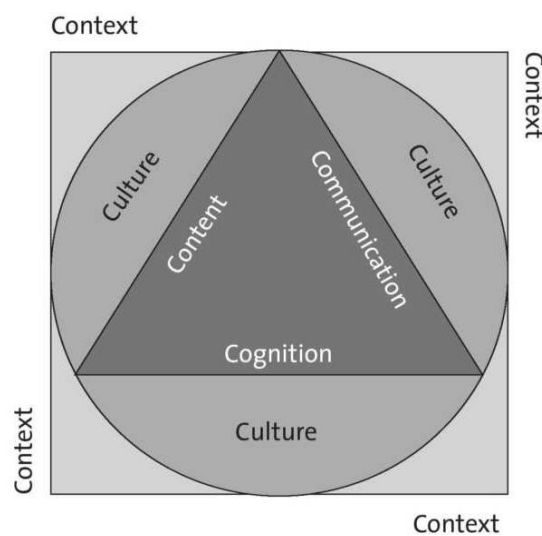 Context
Context
Culture
Culture
Content
Communication
Cognition
Culture
Context
Context